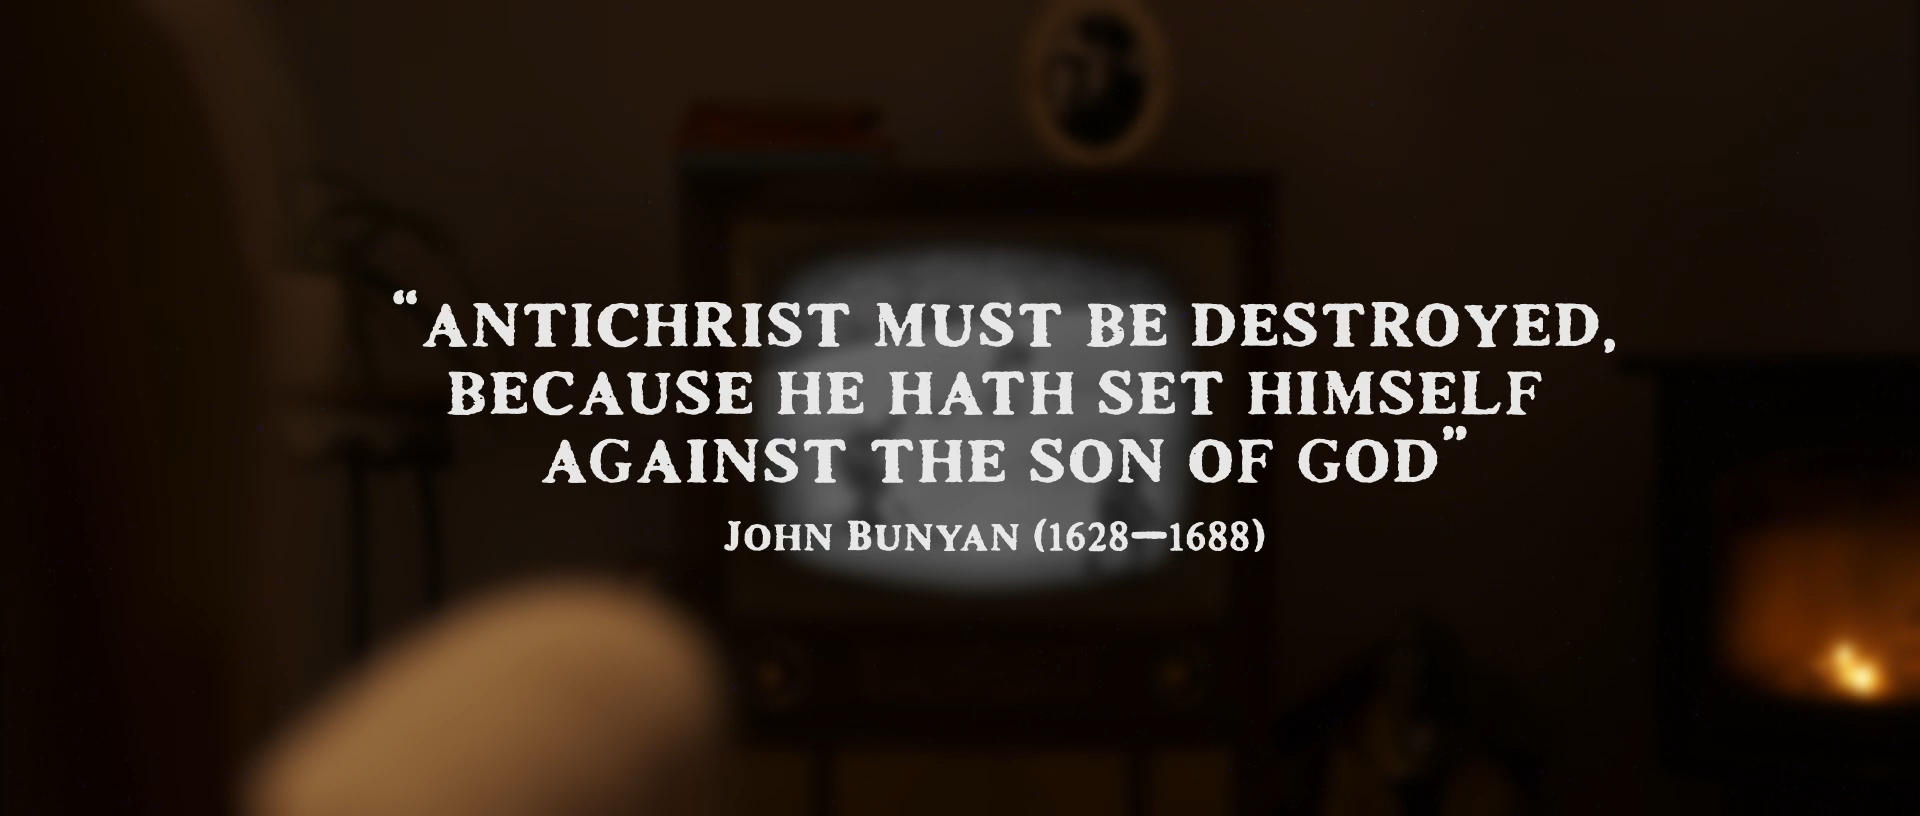 “ANTICHRIST MUST BE DESTROYED,
BECAUSE HE HATH SET HIMSELF
AGAINST THE SON OF GOD”
JOHN BUNYAN (1628—1688)